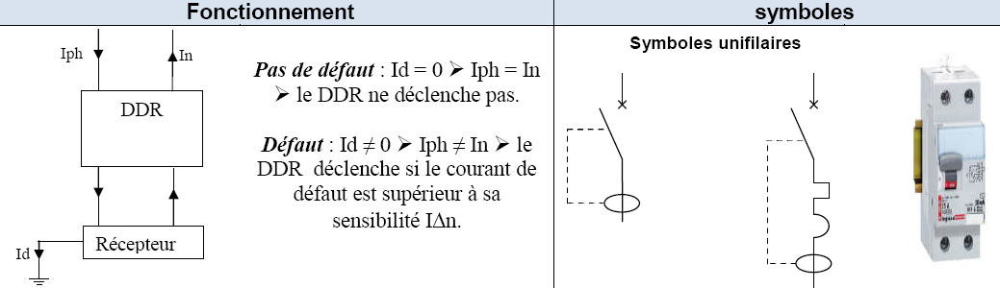 Fonctionnement
symboles
Iph
In
DDR
Récepteur
Id
Pas de défaut : Id = 0 ➢ Iph = In
➢ le DDR ne déclenche pas.
Défaut : Id ≠ 0 ➢ Iph ≠ In ➢ le
DDR déclenche si le courant de
défaut est supérieur à sa
sensibilité IΔn.
Symboles unifilaires